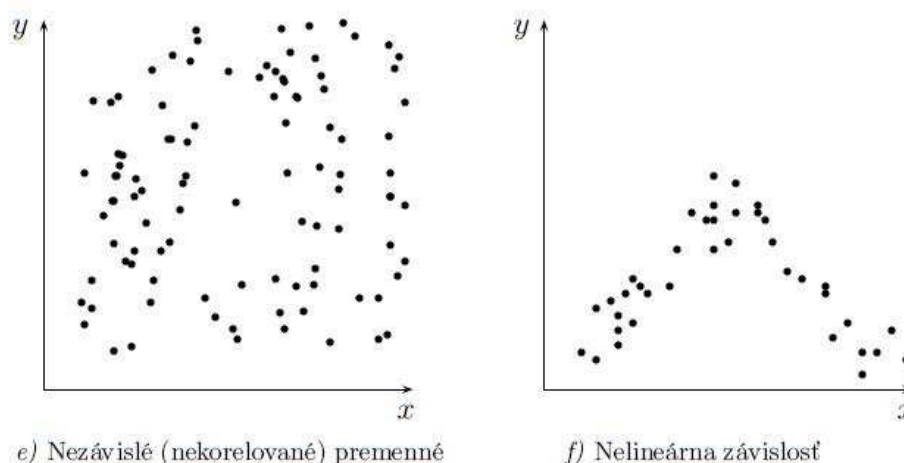 y
x
e) Nezávislé (nekorelované) premenné
y
x
f) Nelineárna závislosť